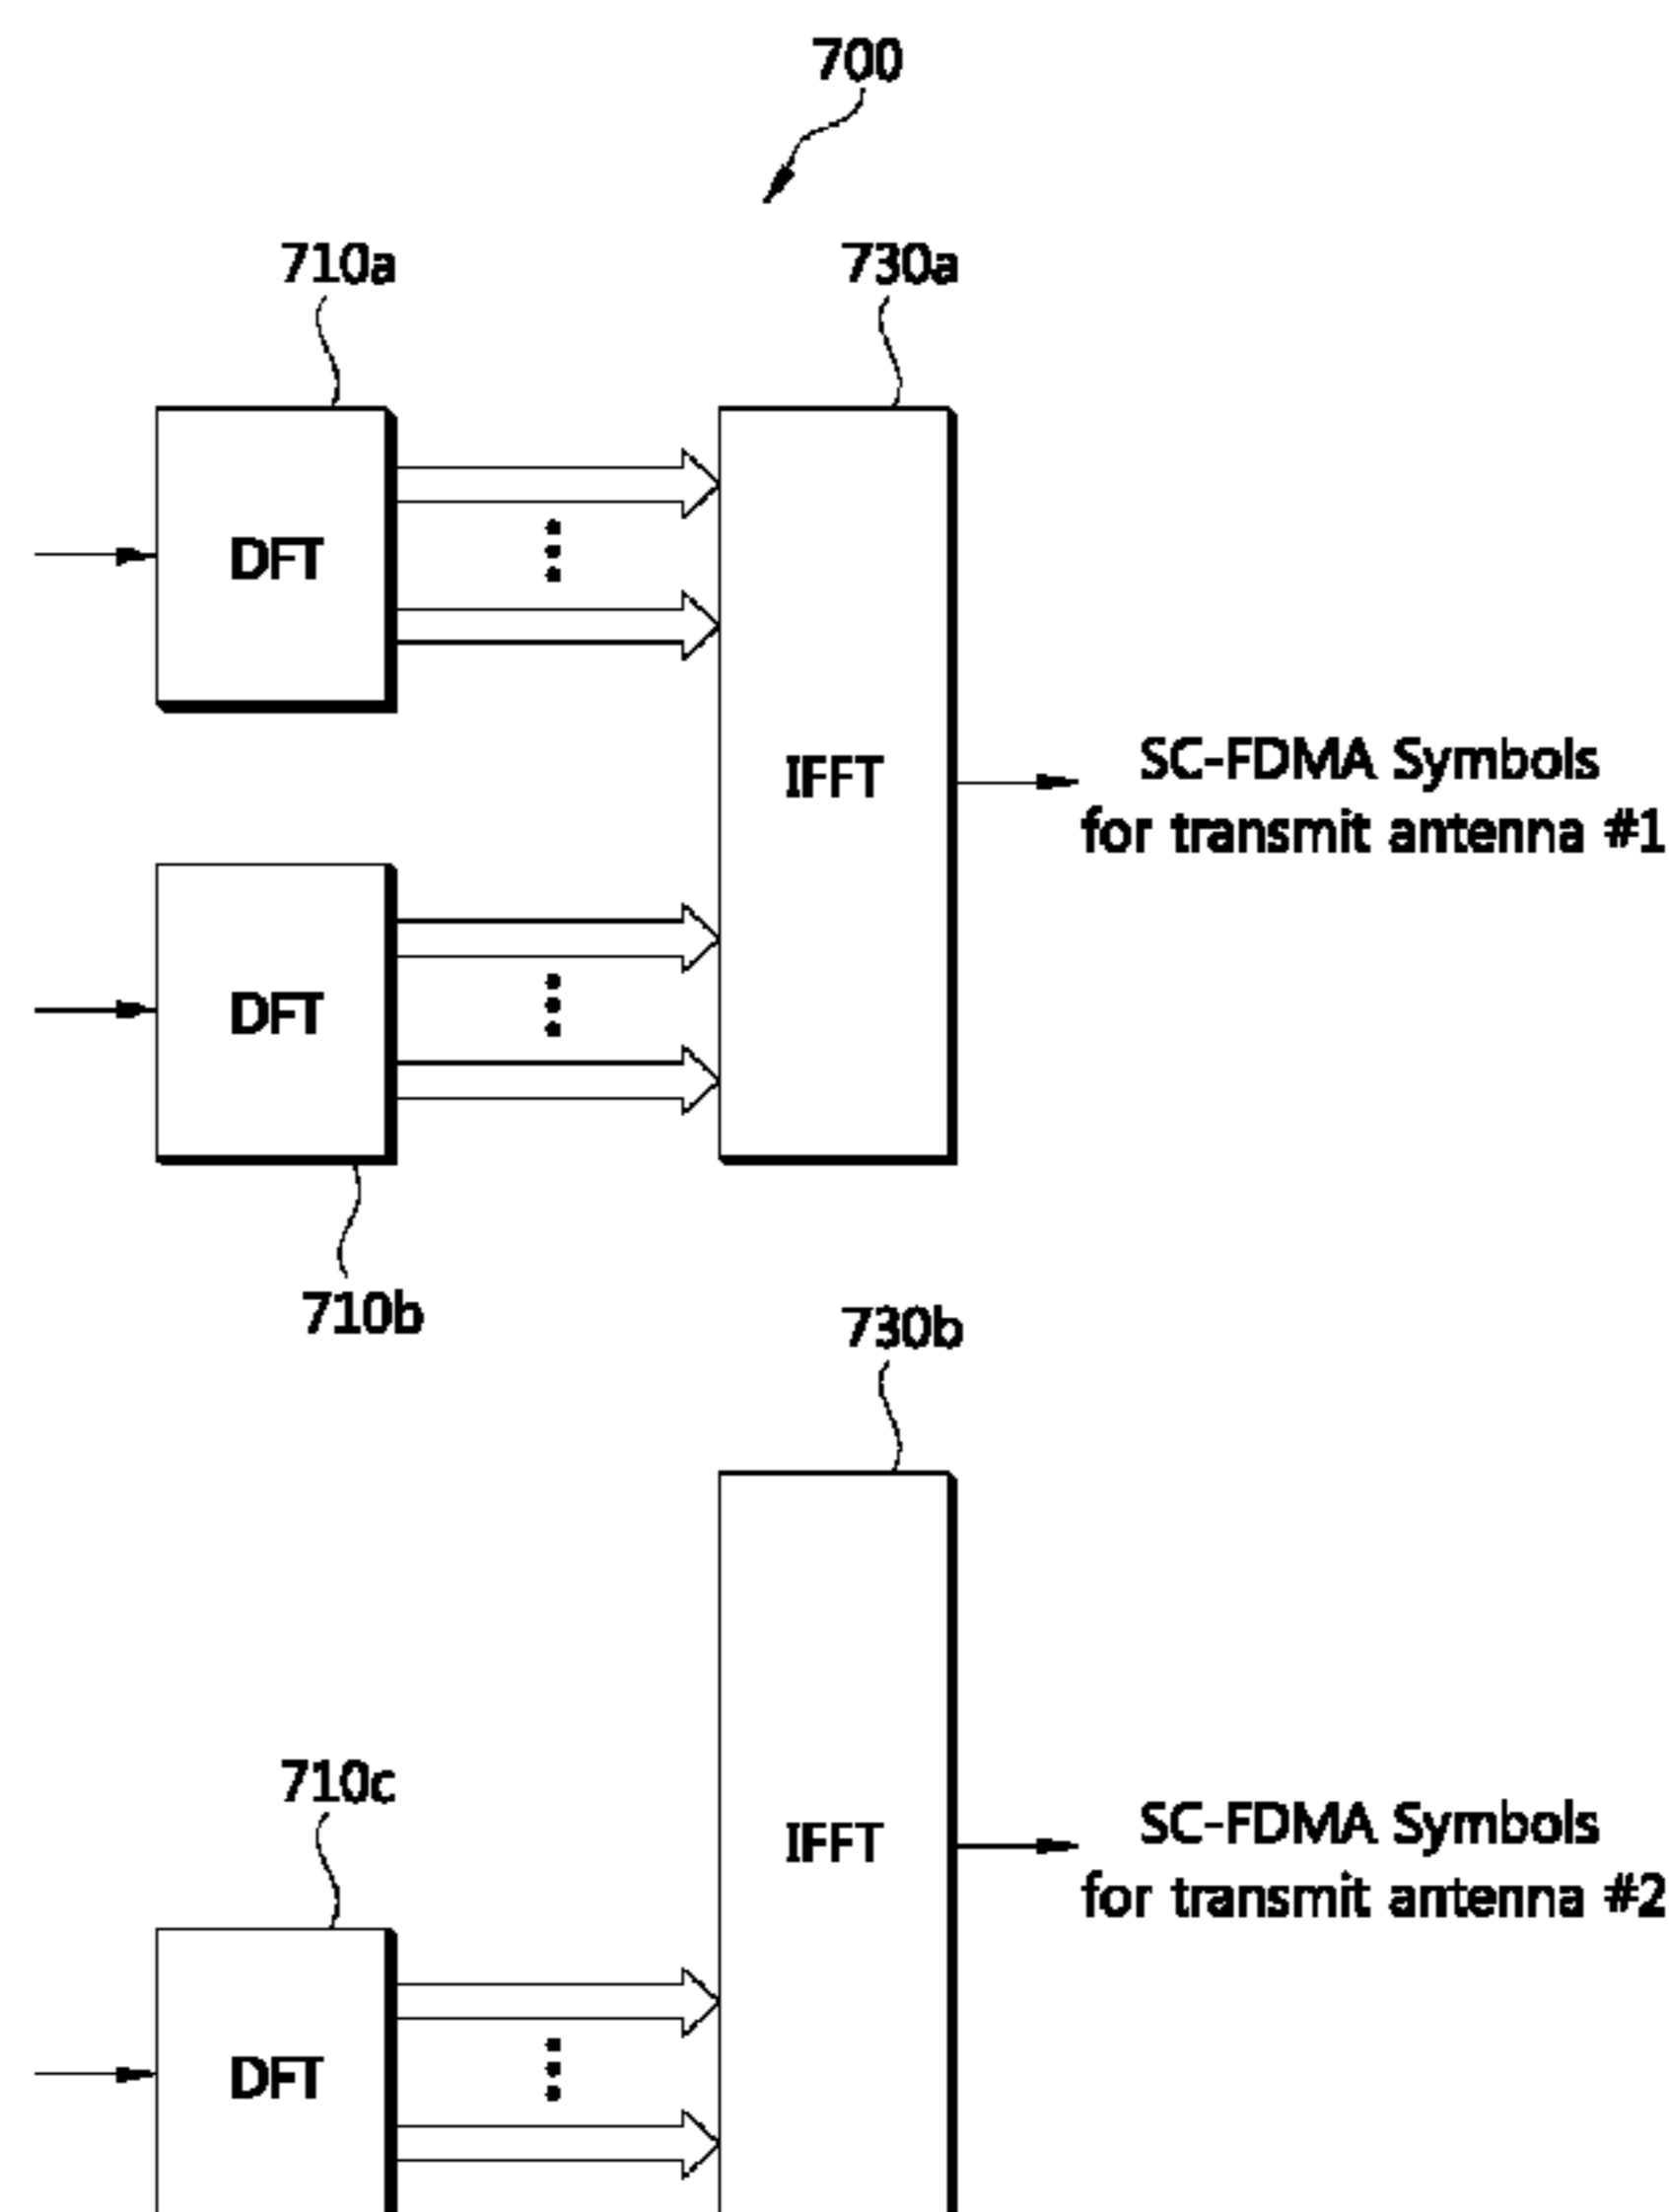 700
710a
730a
DFT
IFFT
SC-FDMA Symbols
for transmit antenna #1
DFT
710b
730b
710c
IFFT
SC-FDMA Symbols
for transmit antenna #2
DFT